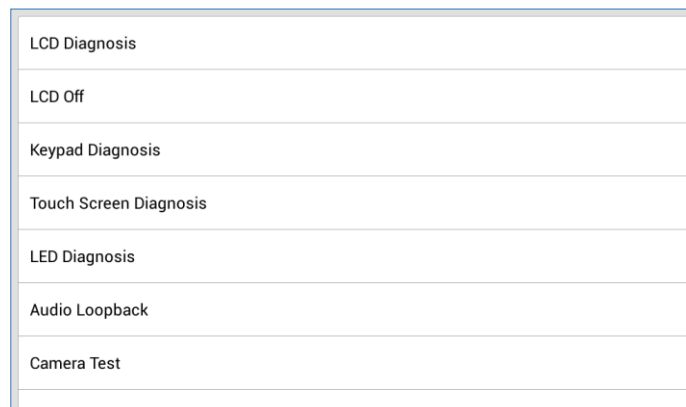 LCD Diagnosis
LCD Off
Keypad Diagnosis
Touch Screen Diagnosis
LED Diagnosis
Audio Loopback
Camera Test